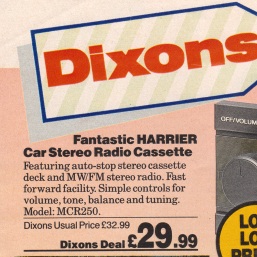 Dixons
OFF/VOLUM
Fantastic HARRIER
Car Stereo Radio Cassette
Featuring auto-stop stereo cassette
deck and MW/FM stereo radio. Fast
forward facility. Simple controls for
volume, tone, balance and tuning.
Model: MCR250.
Dixons Usual Price £32.99
Dixons Deal £29.99
LO
LO
PRI